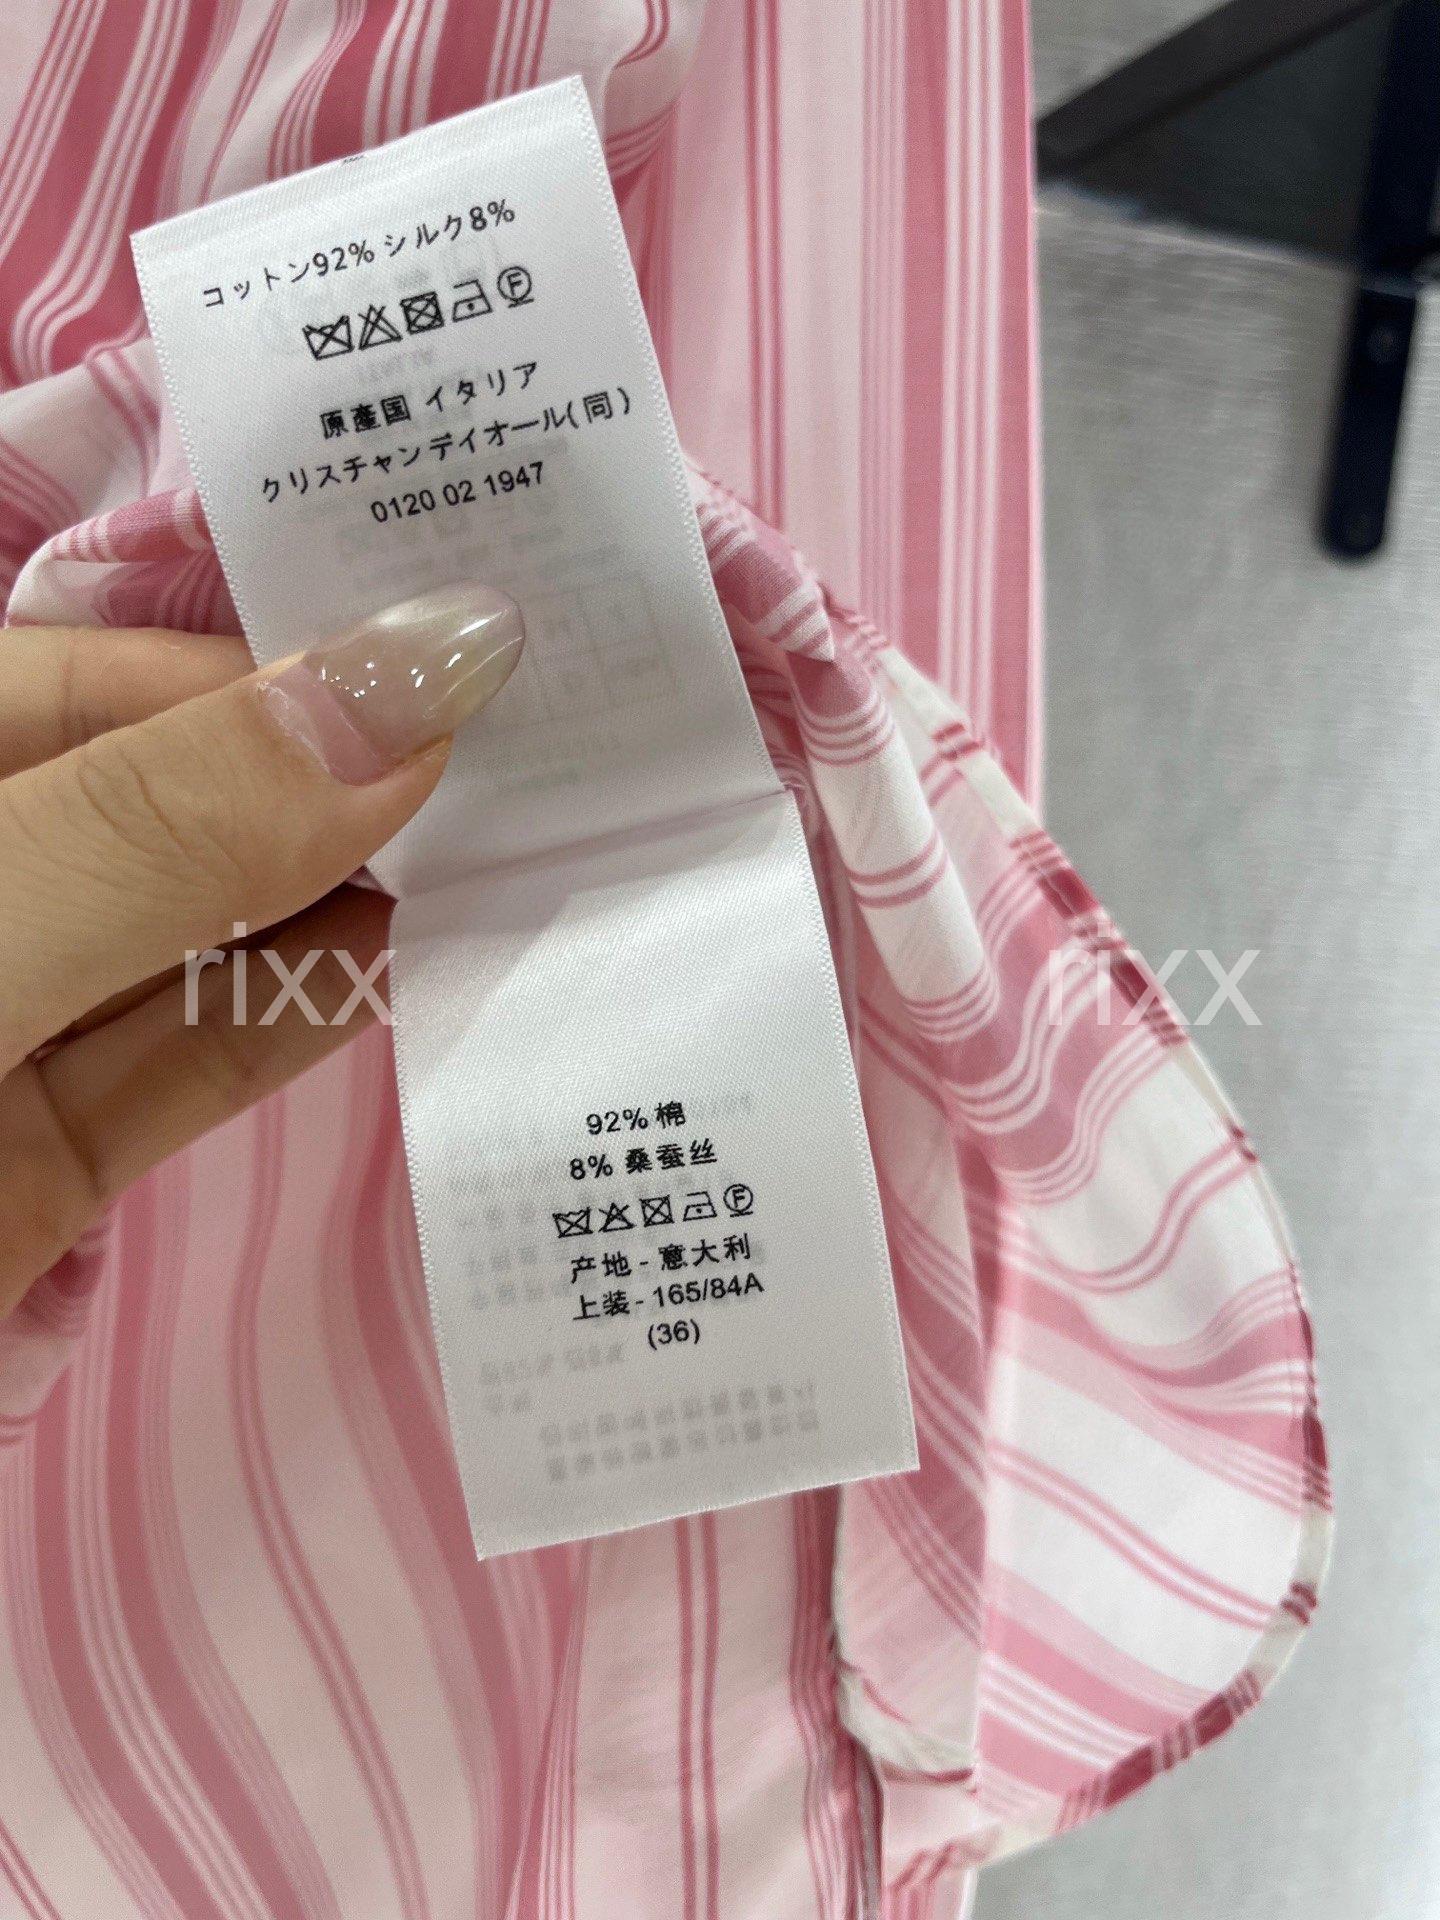 コットン92% シルク8%
F
原産国 イタリア
クリスチャン デイオール(同)
0120 02 1947
rixx rixx
92% 棉
8% 桑蚕丝
F
产地 - 意大利
上装 - 165/84A
(36)